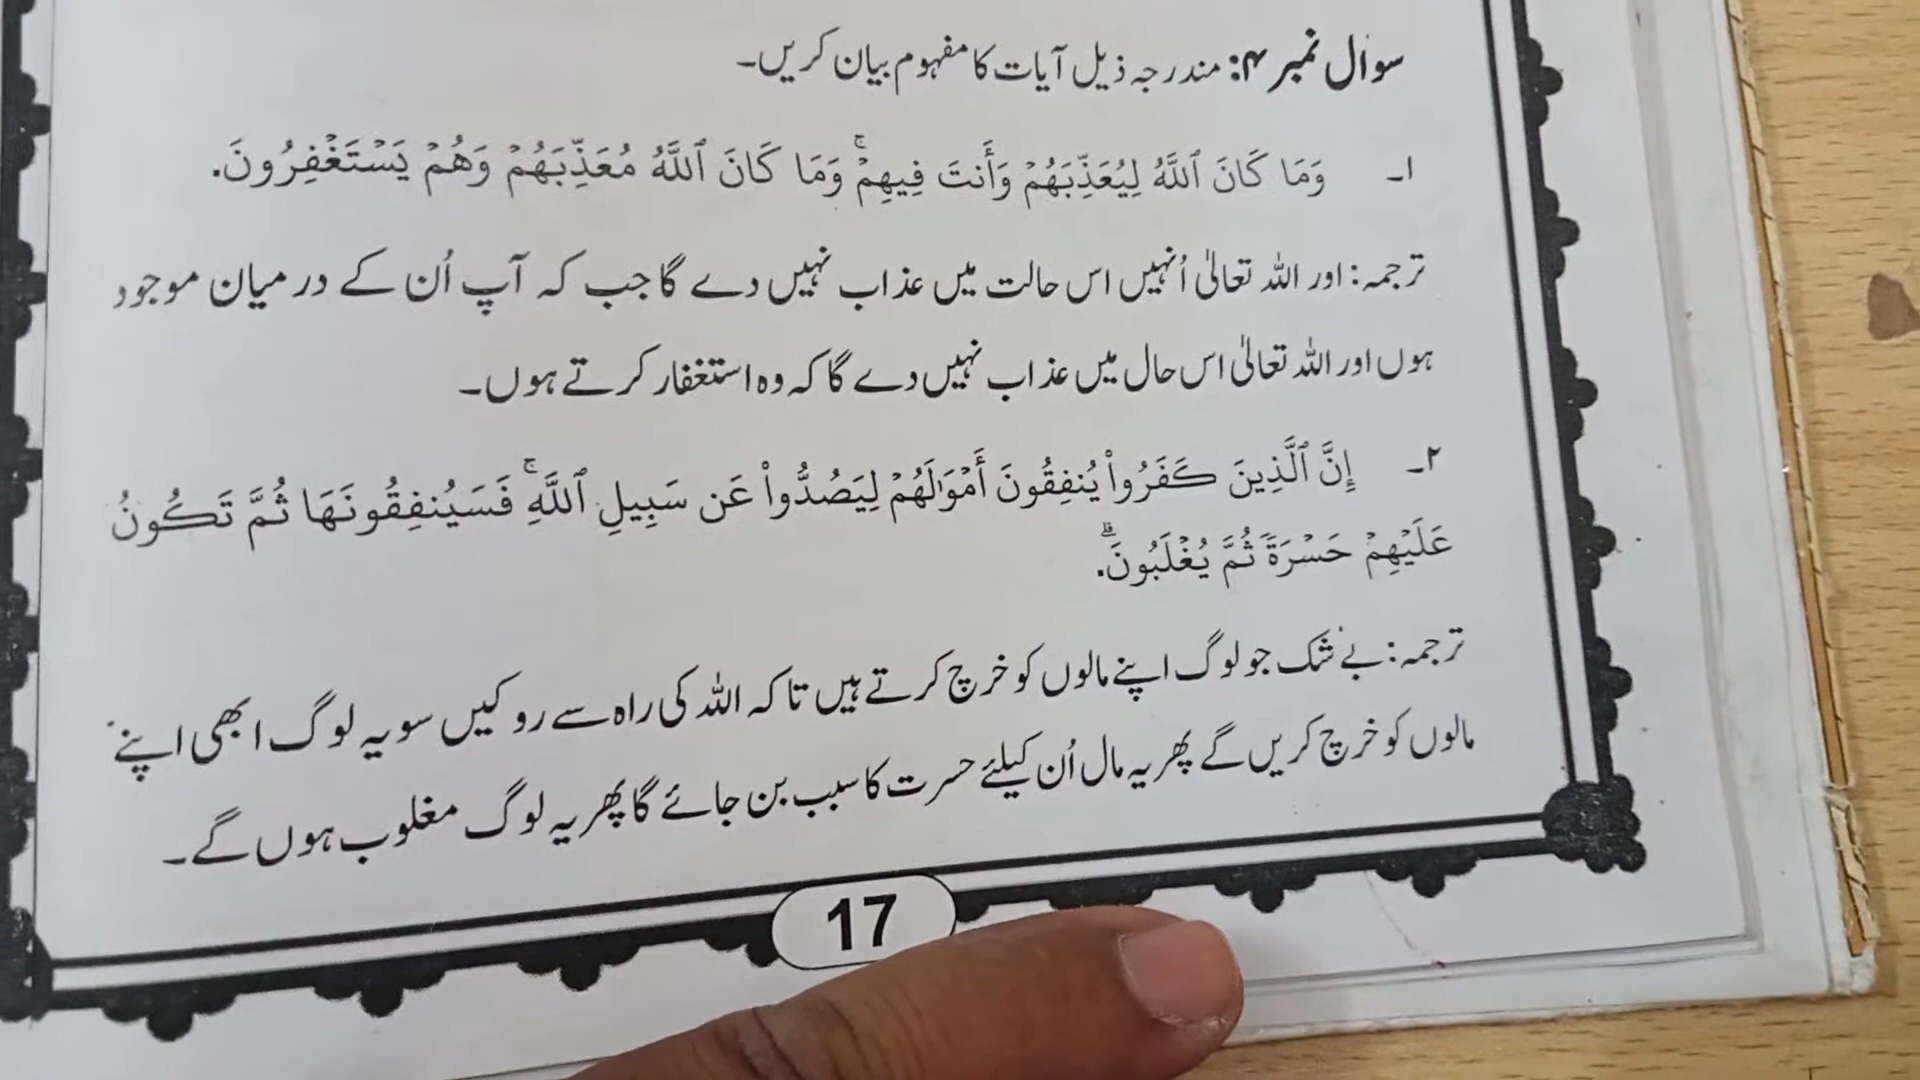 سوال نمبر ۴: مندرجہ ذیل آیات کا مفہوم بیان کریں۔
۱۔ وَمَا كَانَ ٱللَّهُ لِيُعَذِّبَهُمۡ وَأَنتَ فِيهِمۡۚ وَمَا كَانَ ٱللَّهُ مُعَذِّبَهُمۡ وَهُمۡ يَسۡتَغۡفِرُونَ.
ترجمہ: اور اللہ تعالیٰ اُنہیں اس حالت میں عذاب نہیں دے گا جب کہ آپ اُن کے درمیان موجود
ہوں اور اللہ تعالیٰ اس حال میں عذاب نہیں دے گا کہ وہ استغفار کرتے ہوں۔
۲۔ إِنَّ ٱلَّذِينَ كَفَرُواْ يُنفِقُونَ أَمۡوَٰلَهُمۡ لِيَصُدُّواْ عَن سَبِيلِ ٱللَّهِۚ فَسَيُنفِقُونَهَا ثُمَّ تَكُونُ
عَلَيۡهِمۡ حَسۡرَةٗ ثُمَّ يُغۡلَبُونَۗ.
ترجمہ: بے شک جو لوگ اپنے مالوں کو خرچ کرتے ہیں تاکہ اللہ کی راہ سے روکیں سو یہ لوگ ابھی اپنے
مالوں کو خرچ کریں گے پھر یہ مال اُن کیلئے حسرت کا سبب بن جائے گا پھر یہ لوگ مغلوب ہوں گے۔
17